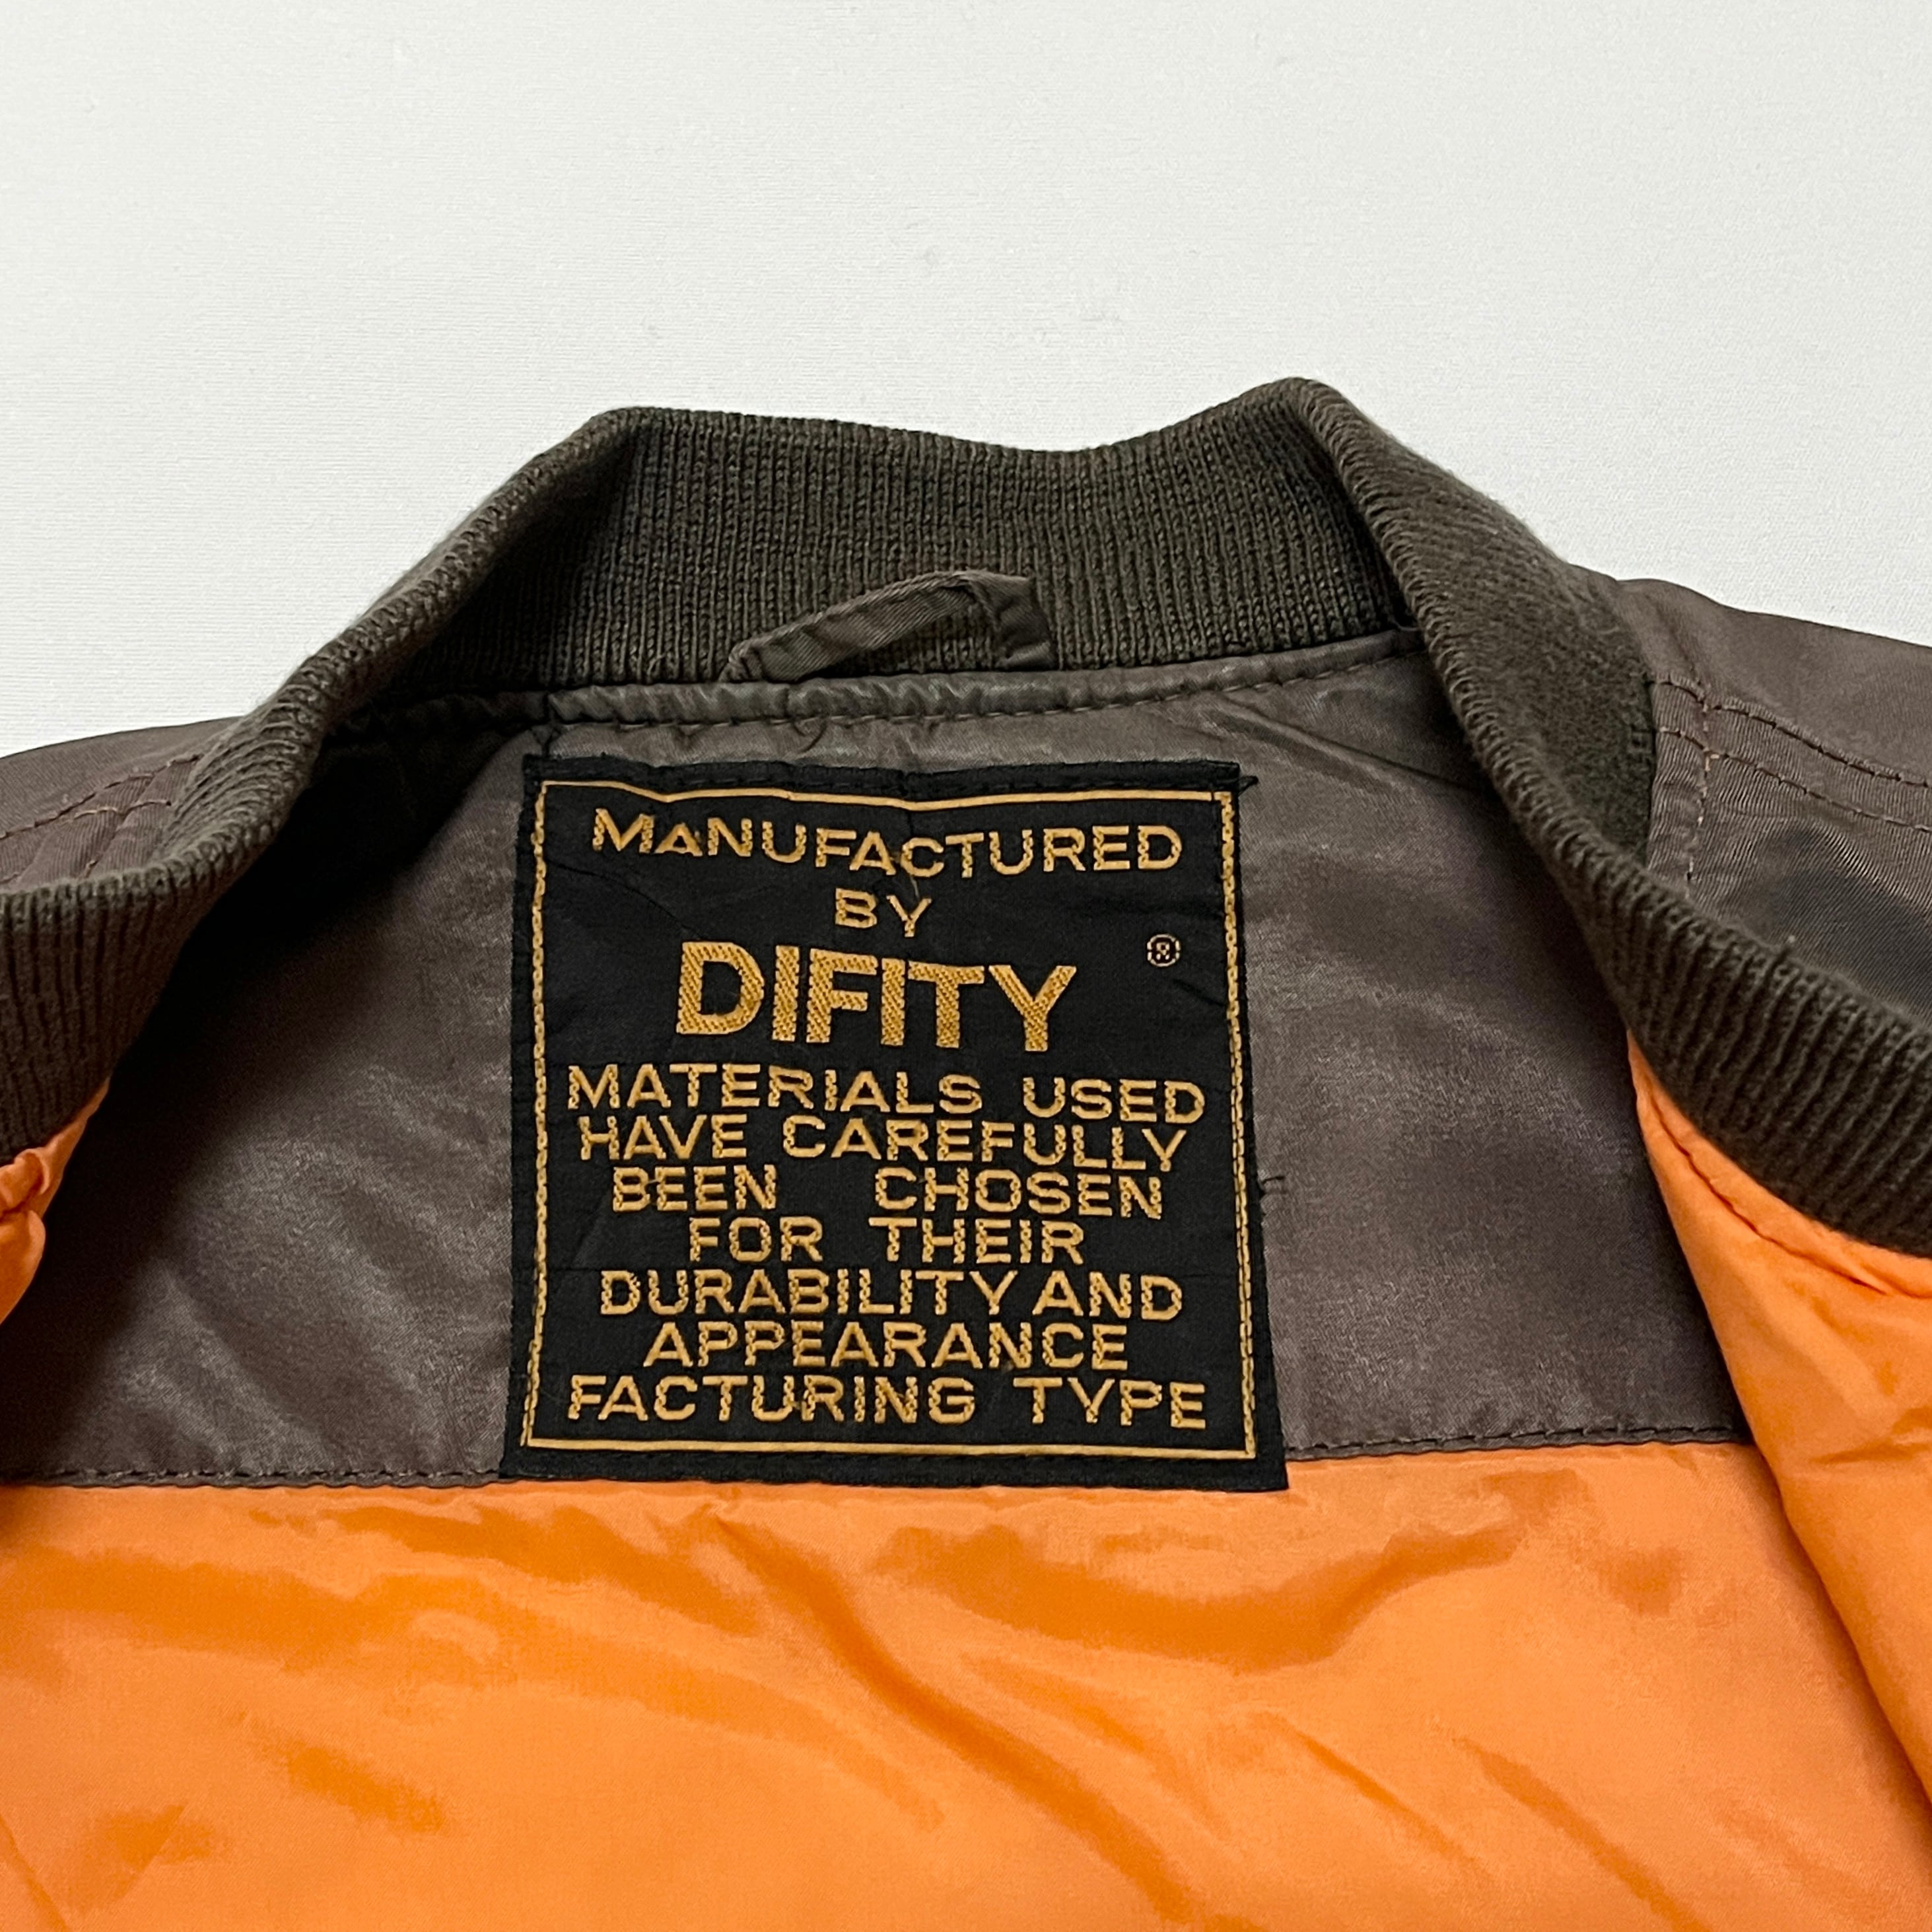 MANUFACTURED
BY
DIFITY ®
MATERIALS USED
HAVE CAREFULLY
BEEN CHOSEN
FOR THEIR
DURABILITY AND
APPEARANCE
FACTURING TYPE